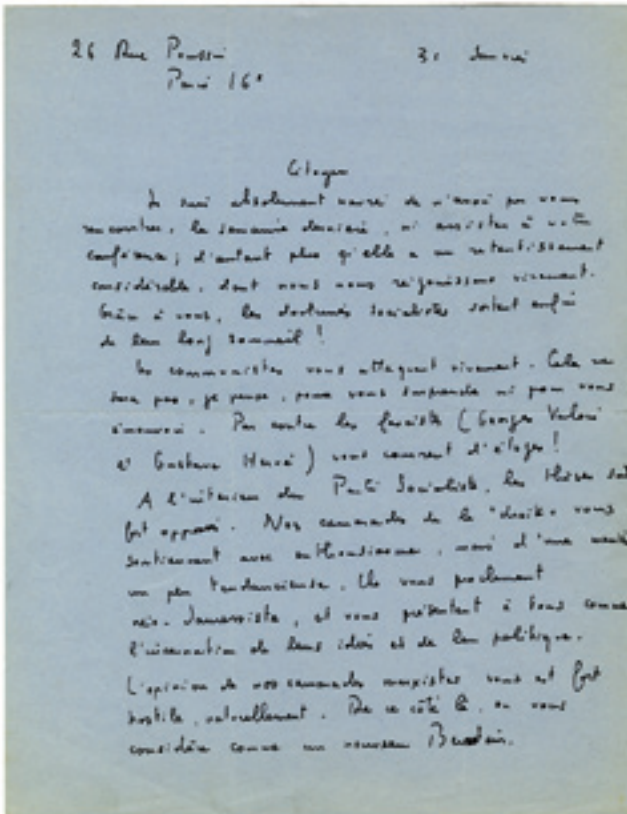 26 Rue Poussin 31 Janvier
Paris 16e
Citoyen
Je suis absolument navré de n'avoir pu vous
rencontrer, la semaine dernière, ni assister à votre
conférence; d'autant plus qu'elle a un retentissement
considérable, dont nous nous réjouissons vivement.
Grâce à vous, les doctrines socialistes sortent enfin
de leur long sommeil !
Les communistes vous attaquent vivement. Cela ne
sera pas, je pense, pour vous surprendre ni pour vous
émouvoir. Par contre les fascistes (Georges Valois
et Gustave Hervé) vous couvrent d'éloges !
A l'intérieur du Parti Socialiste, les thèses sont
fort opposées. Nos camarades de la "droite" vous
soutiennent avec enthousiasme, mais d'une manière
un peu tendancieuse. Ils vous proclament
néo-Jauressiste, et vous présentent à tous comme
l'incarnation de leurs idées et de leur politique.
L'opinion de nos camarades marxistes vous est fort
hostile, naturellement. De ce côté là, on vous
considère comme un nouveau Bernstein.